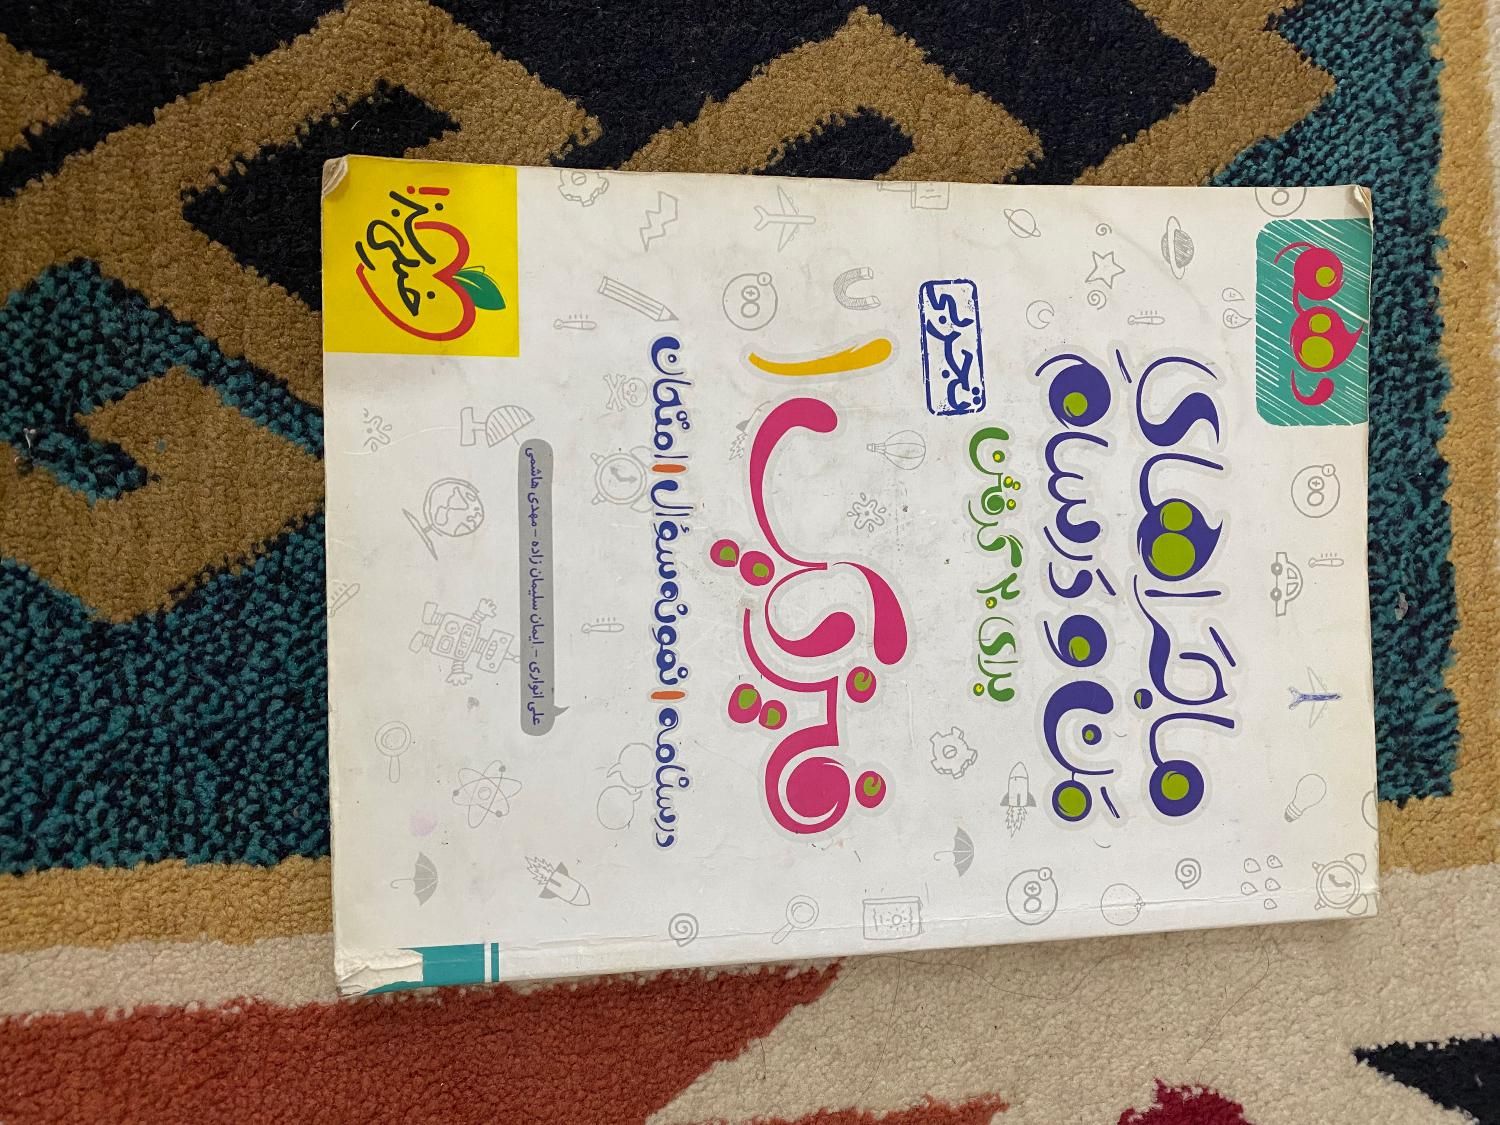 دهم
ماجراهای
من و درسام
برای ۲۰ گرفتن
تجربی
فیزیک ۱
درسنامه | نمونه سؤال | امتحان
علی انواری - ایمان سلیمان زاده - مهدی هاشمی
خیلی سبز!